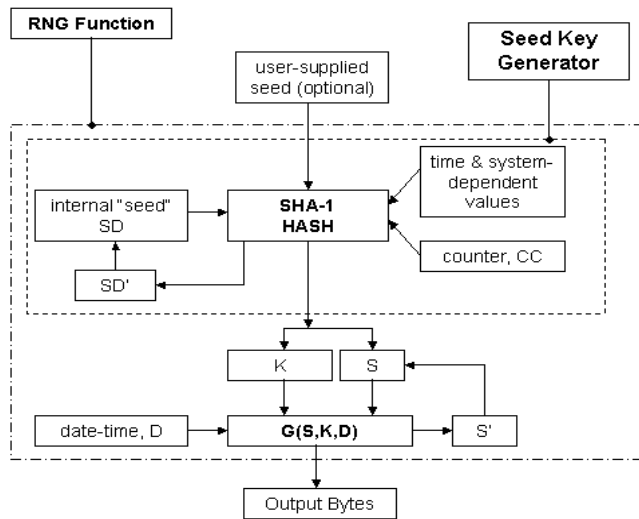 RNG Function
Seed Key
Generator
user-supplied
seed (optional)
time & system-
dependent
values
internal "seed"
SD
SHA-1
HASH
counter, CC
SD'
K
S
date-time, D
G(S,K,D)
S'
Output Bytes